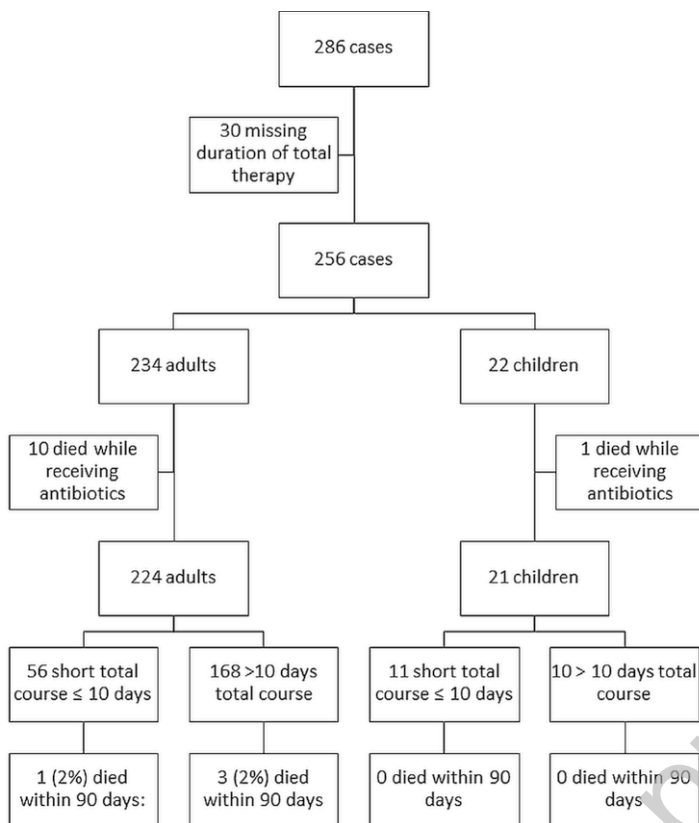 286 cases
30 missing
duration of total
therapy
256 cases
234 adults
22 children
10 died while
receiving
antibiotics
1 died while
receiving
antibiotics
224 adults
21 children
56 short total
course ≤ 10 days
168 >10 days
total course
11 short total
course ≤ 10 days
10 > 10 days total
course
1 (2%) died
within 90 days:
3 (2%) died
within 90 days
0 died within 90
days
0 died within 90
days